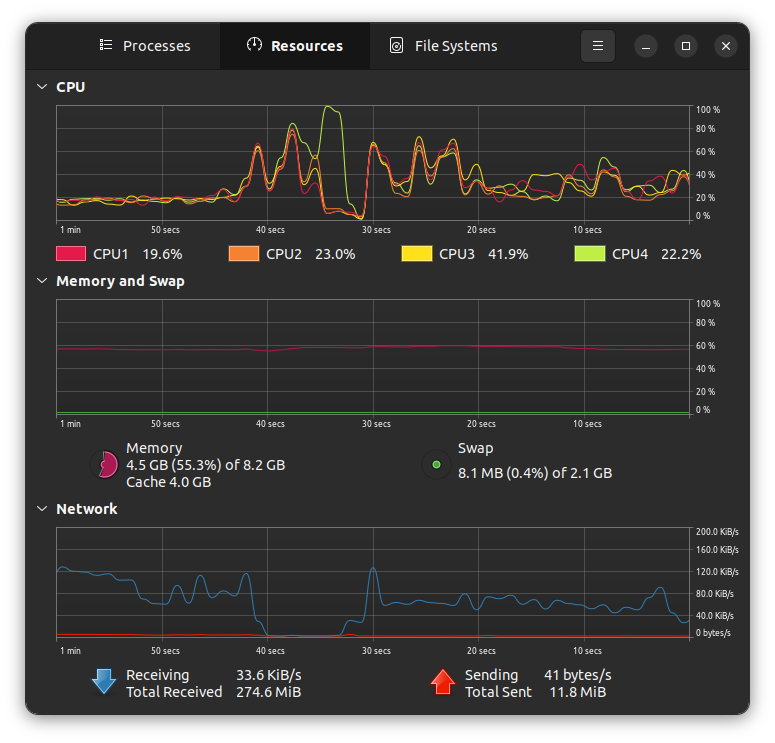 Processes Resources File Systems
CPU
100 %
80 %
60 %
40 %
20 %
0 %
1 min 50 secs 40 secs 30 secs 20 secs 10 secs
CPU1 19.6% CPU2 23.0% CPU3 41.9% CPU4 22.2%
Memory and Swap
100 %
80 %
60 %
40 %
20 %
0 %
1 min 50 secs 40 secs 30 secs 20 secs 10 secs
Memory
4.5 GB (55.3%) of 8.2 GB
Cache 4.0 GB
Swap
8.1 MB (0.4%) of 2.1 GB
Network
200.0 KiB/s
160.0 KiB/s
120.0 KiB/s
80.0 KiB/s
40.0 KiB/s
0 bytes/s
1 min 50 secs 40 secs 30 secs 20 secs 10 secs
Receiving 33.6 KiB/s
Total Received 274.6 MiB
Sending 41 bytes/s
Total Sent 11.8 MiB